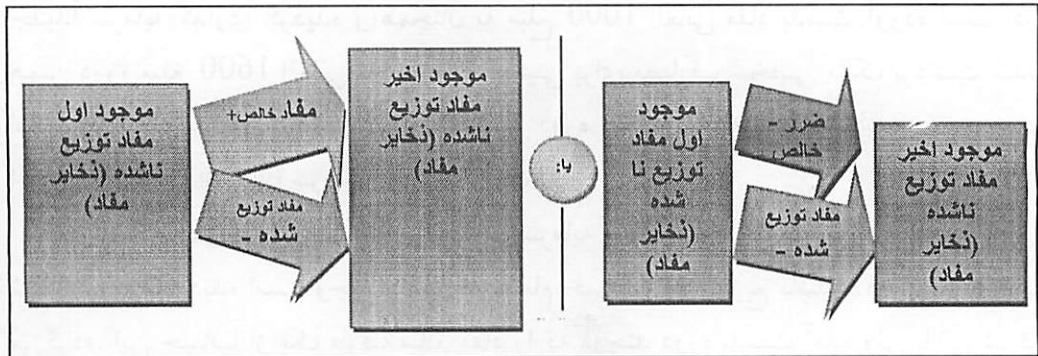 موجود اول
مفاد توزیع
ناشده (ذخایر
مفاد)
مفاد خالص+
مفاد توزیع
شده -
موجود اخیر
مفاد توزیع
ناشده (ذخایر
مفاد)
یا:
موجود
اول مفاد
توزیع نا
شده
(ذخایر
مفاد)
ضرر -
خالص
مفاد توزیع
شده -
موجود اخیر
مفاد توزیع
ناشده
(ذخایر
مفاد)